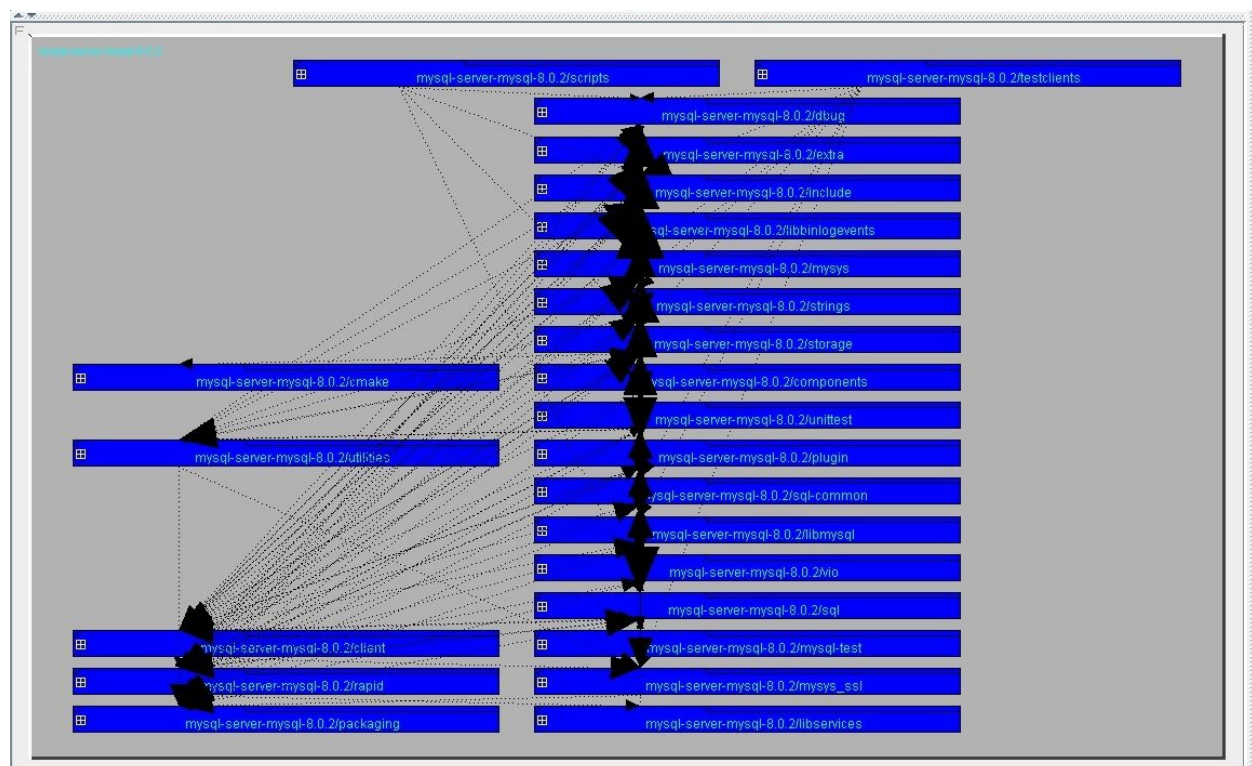 mysql-server-mysql-8.0.2
mysql-server-mysql-8.0.2/scripts
mysql-server-mysql-8.0.2/testclients
mysql-server-mysql-8.0.2/dbug
mysql-server-mysql-8.0.2/extra
mysql-server-mysql-8.0.2/include
sql-server-mysql-8.0.2/libbinlogevents
mysql-server-mysql-8.0.2/mysys
mysql-server-mysql-8.0.2/strings
mysql-server-mysql-8.0.2/storage
mysql-server-mysql-8.0.2/cmake
mysql-server-mysql-8.0.2/components
mysql-server-mysql-8.0.2/unittest
mysql-server-mysql-8.0.2/utilities
mysql-server-mysql-8.0.2/plugin
mysql-server-mysql-8.0.2/sql-common
mysql-server-mysql-8.0.2/libmysql
mysql-server-mysql-8.0.2/vio
mysql-server-mysql-8.0.2/sql
mysql-server-mysql-8.0.2/client
mysql-server-mysql-8.0.2/mysql-test
mysql-server-mysql-8.0.2/rapid
mysql-server-mysql-8.0.2/mysys_ssl
mysql-server-mysql-8.0.2/packaging
mysql-server-mysql-8.0.2/libservices